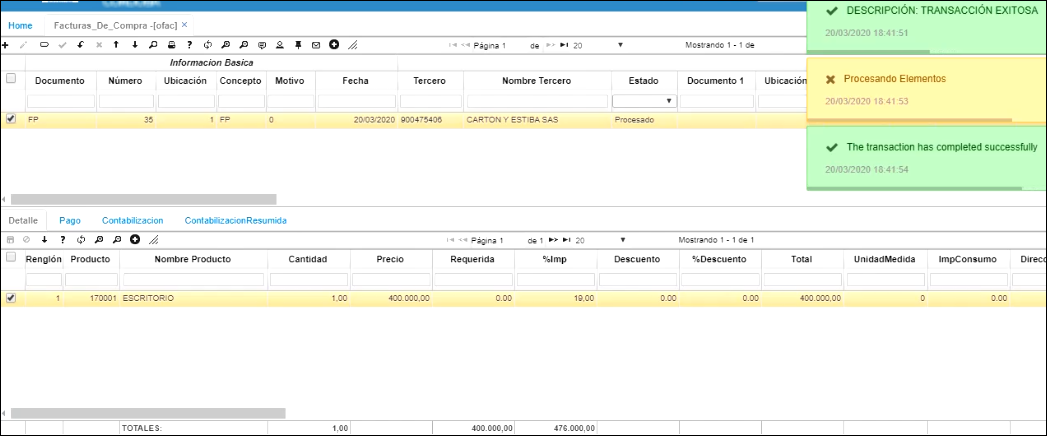 DESCRIPCIÓN: TRANSACCIÓN EXITOSA
20/03/2020 18:41:51
Home Facturas_De_Compra -[ofac] ×
Página 1 de 20 Mostrando 1 - 1 de
Informacion Basica
Documento Número Ubicación Concepto Motivo Fecha Tercero Nombre Tercero Estado Documento 1 Ubicación
Procesando Elementos
20/03/2020 18:41:53
FP 35 1 FP 0 20/03/2020 900475406 CARTON Y ESTIBA SAS Procesado
The transaction has completed successfully
20/03/2020 18:41:54
Detalle Pago Contabilizacion ContabilizacionResumida
Página 1 de 1 20 Mostrando 1 - 1 de 1
Renglón Producto Nombre Producto Cantidad Precio Requerida %Imp Descuento %Descuento Total UnidadMedida ImpConsumo Direcc
1 170001 ESCRITORIO 1,00 400.000,00 0.00 19,00 0.00 0.00 400.000,00 0 0.00
TOTALES: 1,00 400.000,00 476.000,00